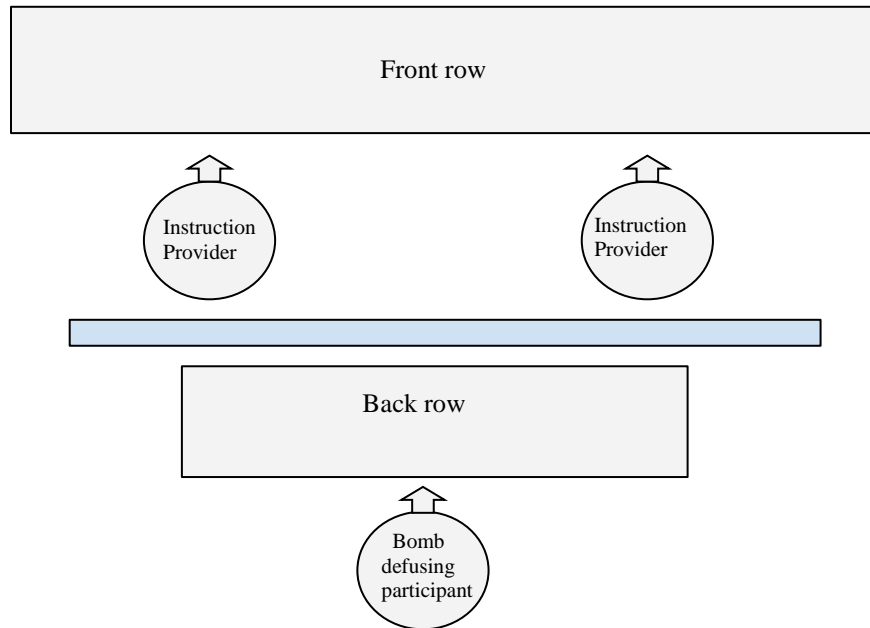 Front row
Instruction
Provider
Instruction
Provider
Back row
Bomb
defusing
participant